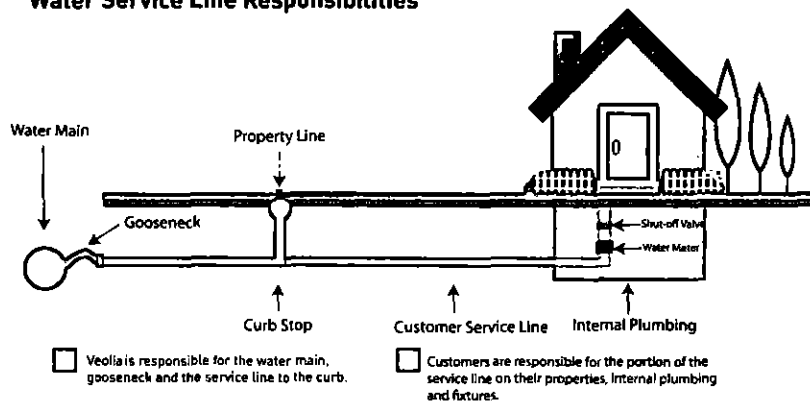 Water Service Line Responsibilities
Water Main
Property Line
Gooseneck
Shut-off Valve
Water Meter
Curb Stop
Customer Service Line
Internal Plumbing
Veolia is responsible for the water main,
gooseneck and the service line to the curb.
Customers are responsible for the portion of the
service line on their properties, Internal plumbing
and fixtures.